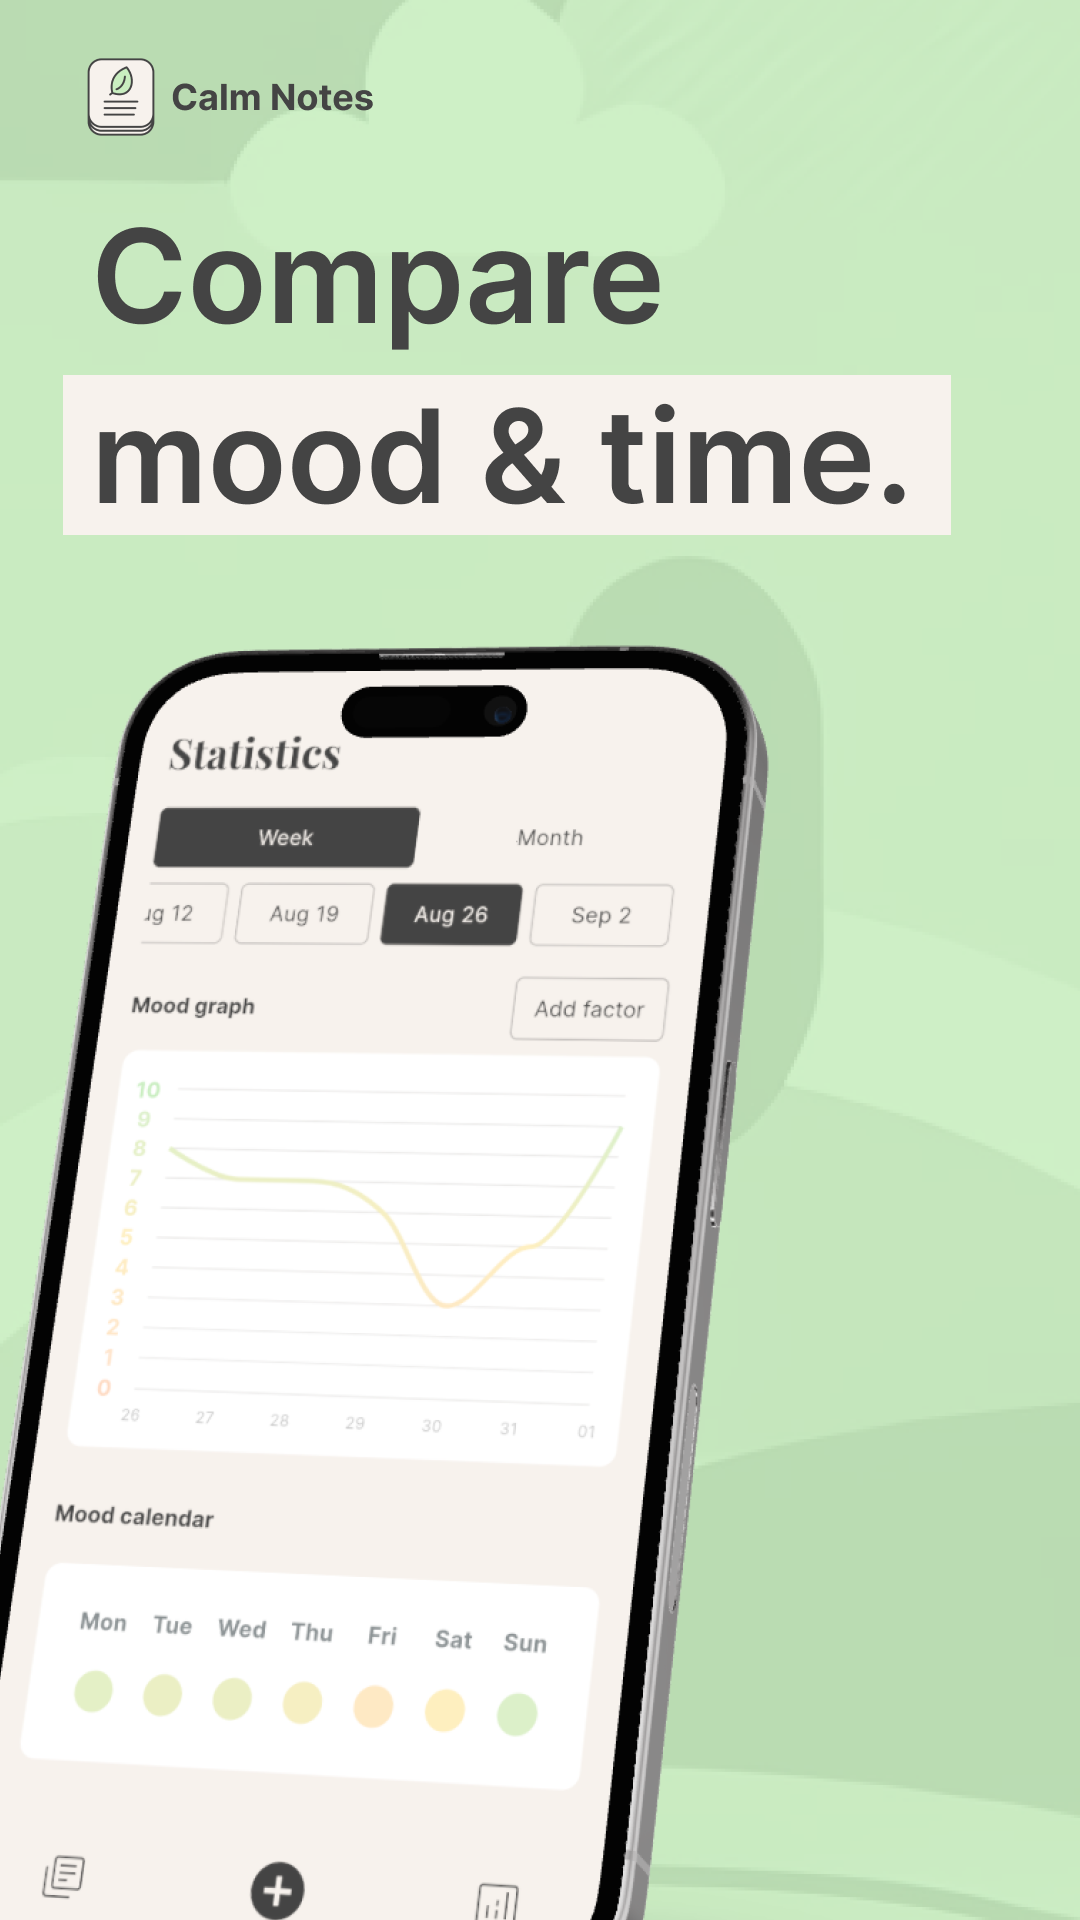 Calm Notes
Compare
mood & time.
Statistics
Week Month
ug 12 Aug 19 Aug 26 Sep 2
Mood graph Add factor
10
9
8
7
6
5
4
3
2
1
0
26 27 28 29 30 31 01
Mood calendar
Mon Tue Wed Thu Fri Sat Sun